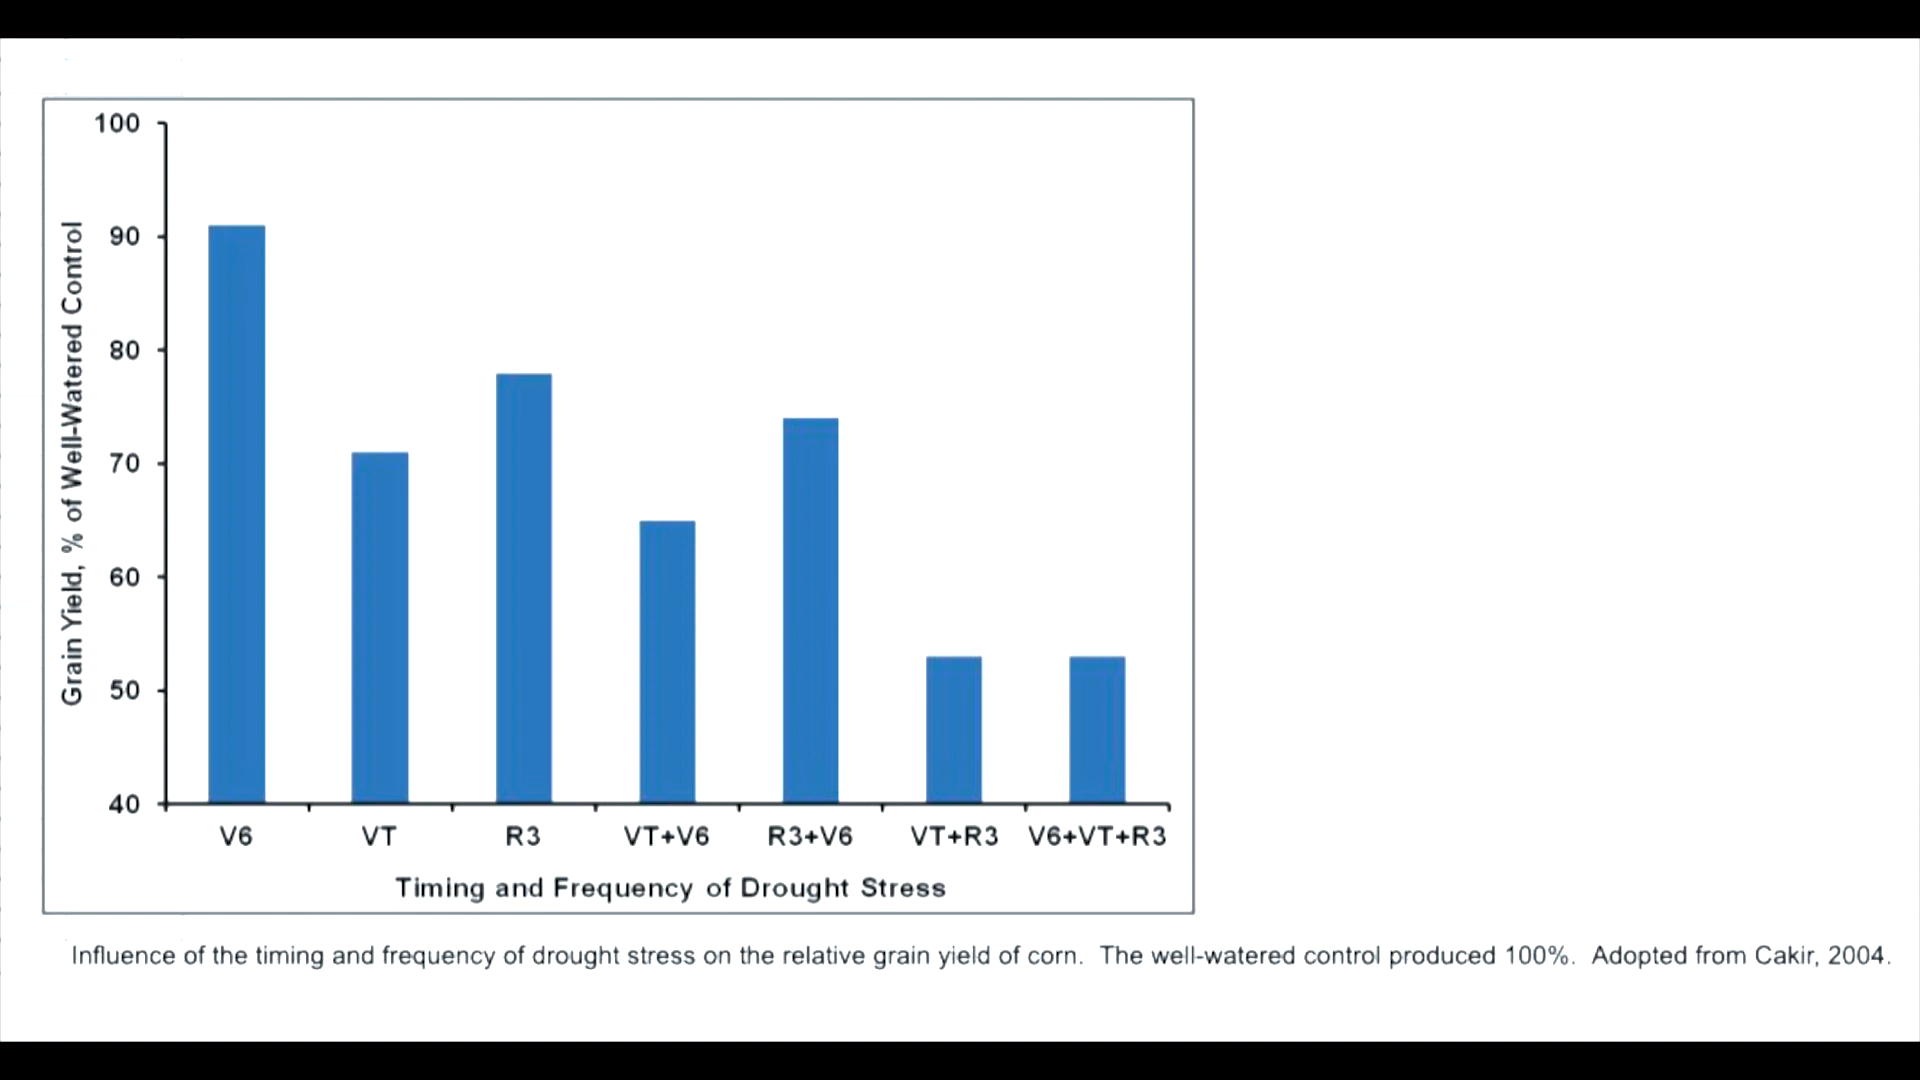 Grain Yield, % of Well-Watered Control
100
90
80
70
60
50
40
V6 VT R3 VT+V6 R3+V6 VT+R3 V6+VT+R3
Timing and Frequency of Drought Stress
Influence of the timing and frequency of drought stress on the relative grain yield of corn. The well-watered control produced 100%. Adopted from Cakir, 2004.